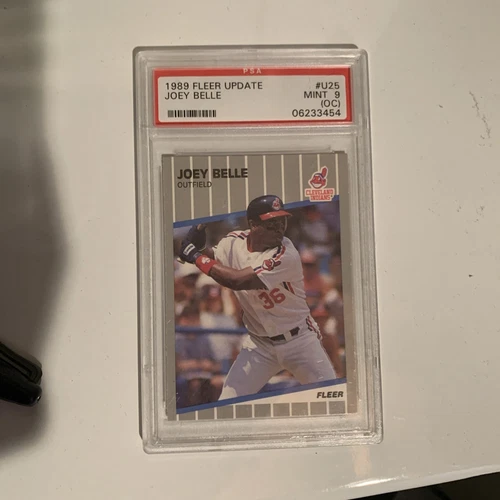 PSA
1989 FLEER UPDATE #U25
JOEY BELLE MINT 9
(OC)
06233454
JOEY BELLE
OUTFIELD
CLEVELAND
INDIANS
36
FLEER